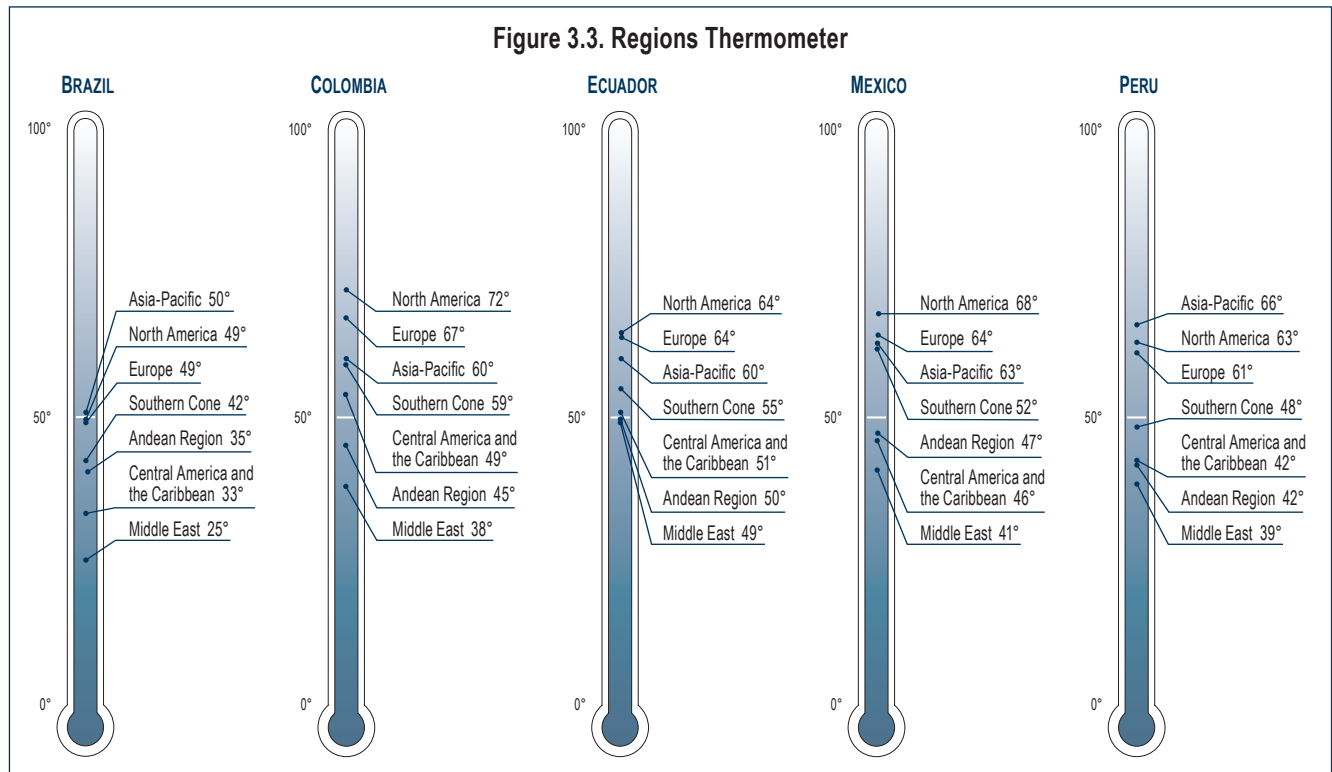 Figure 3.3. Regions Thermometer
BRAZIL
100°
50°
0°
Asia-Pacific 50°
North America 49°
Europe 49°
Southern Cone 42°
Andean Region 35°
Central America and
the Caribbean 33°
Middle East 25°
COLOMBIA
100°
50°
0°
North America 72°
Europe 67°
Asia-Pacific 60°
Southern Cone 59°
Central America and
the Caribbean 49°
Andean Region 45°
Middle East 38°
ECUADOR
100°
50°
0°
North America 64°
Europe 64°
Asia-Pacific 60°
Southern Cone 55°
Central America and
the Caribbean 51°
Andean Region 50°
Middle East 49°
MEXICO
100°
50°
0°
North America 68°
Europe 64°
Asia-Pacific 63°
Southern Cone 52°
Andean Region 47°
Central America and
the Caribbean 46°
Middle East 41°
PERU
100°
50°
0°
Asia-Pacific 66°
North America 63°
Europe 61°
Southern Cone 48°
Central America and
the Caribbean 42°
Andean Region 42°
Middle East 39°